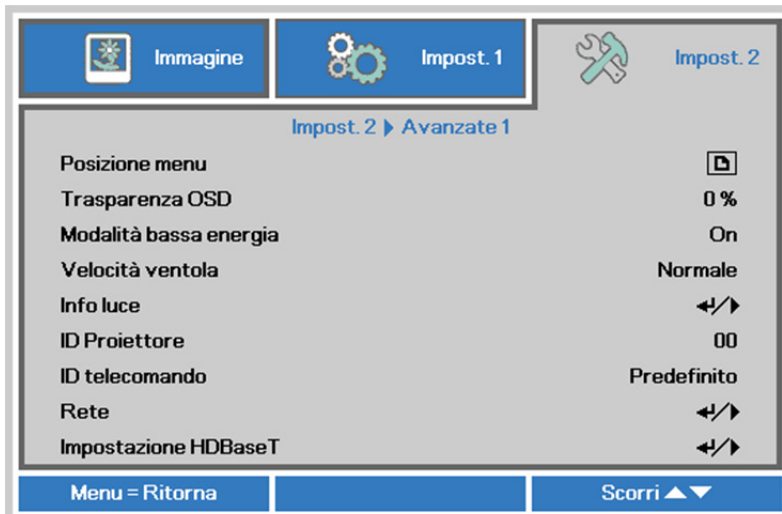 Immagine
Impost. 1
Impost. 2
Impost. 2 ▶ Avanzate 1
Posizione menu
Trasparenza OSD 0 %
Modalità bassa energia On
Velocità ventola Normale
Info luce ↵/▶
ID Proiettore 00
ID telecomando Predefinito
Rete ↵/▶
Impostazione HDBaseT ↵/▶
Menu = Ritorna
Scorri ▲▼